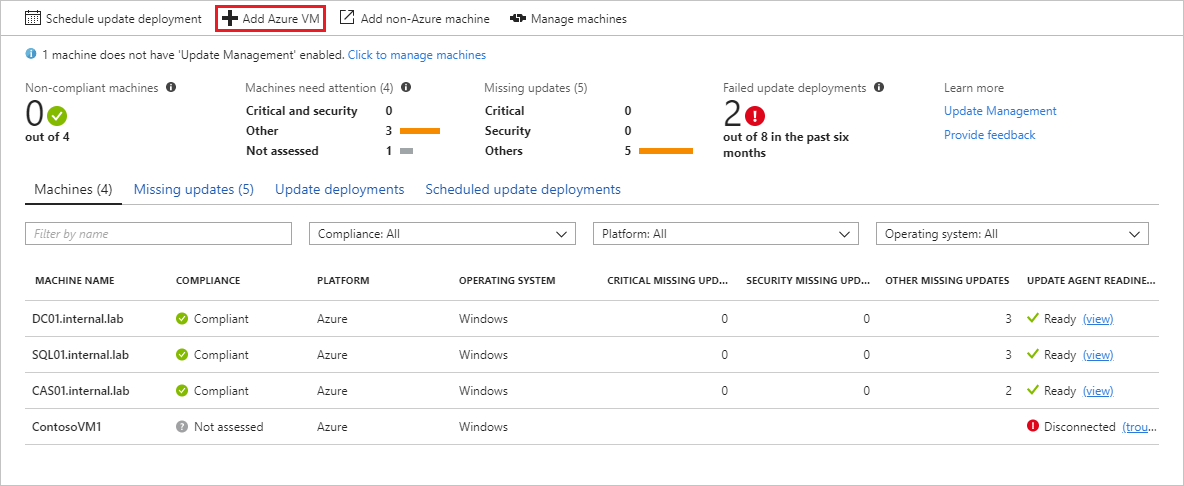 Schedule update deployment Add Azure VM Add non-Azure machine Manage machines
1 machine does not have 'Update Management' enabled. Click to manage machines
Non-compliant machines
0
out of 4
Machines need attention (4)
Critical and security 0
Other 3
Not assessed 1
Missing updates (5)
Critical 0
Security 0
Others 5
Failed update deployments
2
out of 8 in the past six
months
Learn more
Update Management
Provide feedback
Machines (4) Missing updates (5) Update deployments Scheduled update deployments
Filter by name Compliance: All Platform: All Operating system: All
MACHINE NAME COMPLIANCE PLATFORM OPERATING SYSTEM CRITICAL MISSING UPD... SECURITY MISSING UPD... OTHER MISSING UPDATES UPDATE AGENT READINE...
DC01.internal.lab Compliant Azure Windows 0 0 3 Ready (view)
SQL01.internal.lab Compliant Azure Windows 0 0 3 Ready (view)
CAS01.internal.lab Compliant Azure Windows 0 0 2 Ready (view)
ContosoVM1 Not assessed Azure Windows Disconnected (trou...